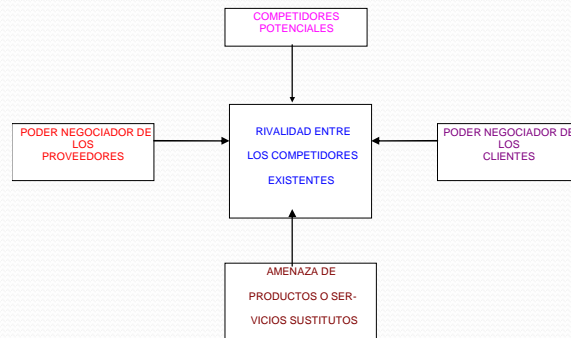 COMPETIDORES
POTENCIALES
PODER NEGOCIADOR DE
LOS
PROVEEDORES
RIVALIDAD ENTRE
LOS COMPETIDORES
EXISTENTES
PODER NEGOCIADOR DE
LOS
CLIENTES
AMENAZA DE
PRODUCTOS O SER-
VICIOS SUSTITUTOS